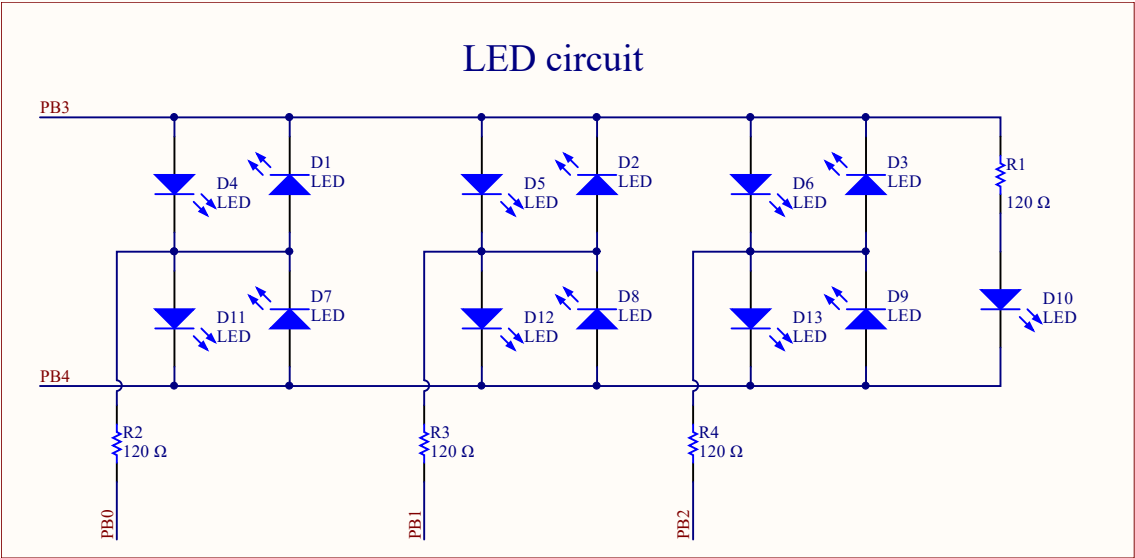 LED circuit
PB3
D4
LED
D1
LED
D5
LED
D2
LED
D6
LED
D3
LED
R1
120 Ω
D11
LED
D7
LED
D12
LED
D8
LED
D13
LED
D9
LED
D10
LED
PB4
R2
120 Ω
R3
120 Ω
R4
120 Ω
PB0
PB1
PB2